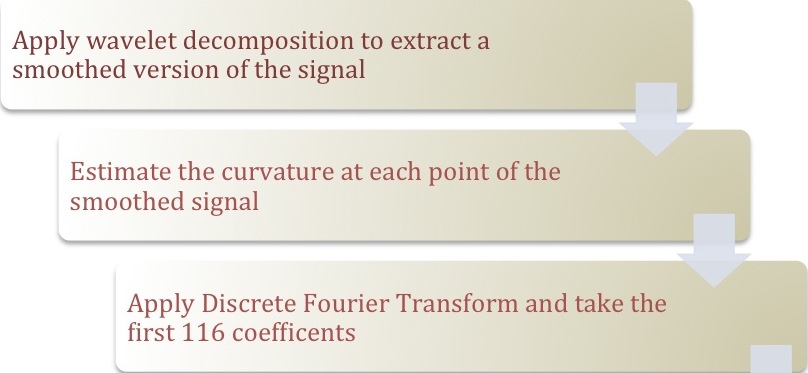 Apply wavelet decomposition to extract a
smoothed version of the signal
Estimate the curvature at each point of the
smoothed signal
Apply Discrete Fourier Transform and take the
first 116 coefficents